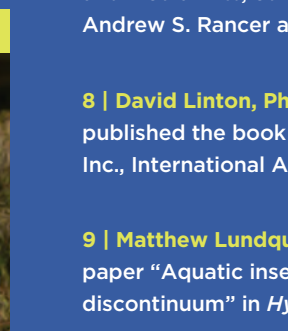 Andrew S. Rancer a
8 | David Linton, Ph
published the book
Inc., International A
9 | Matthew Lundqu
paper “Aquatic inse
discontinuum” in Hy